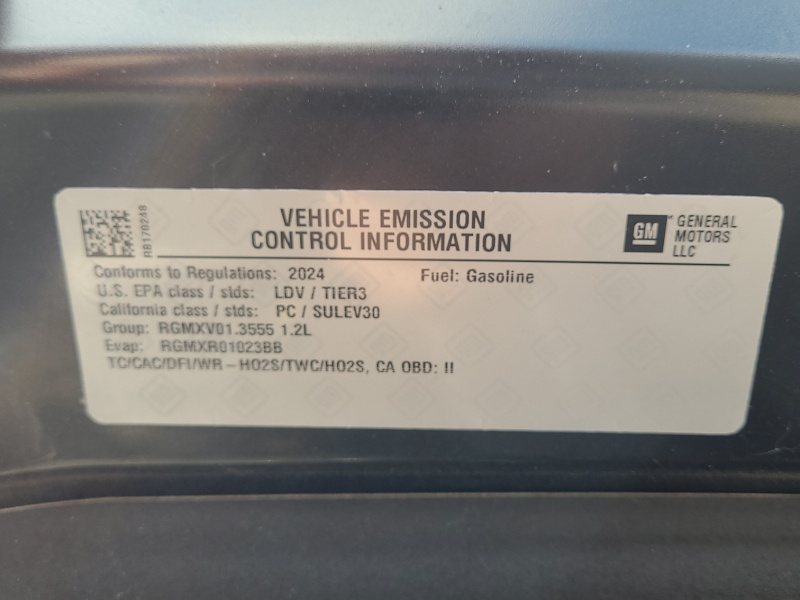 RB170248
VEHICLE EMISSION
CONTROL INFORMATION
GM
GENERAL
MOTORS
LLC
Conforms to Regulations: 2024
Fuel: Gasoline
U.S. EPA class / stds: LDV / TIER3
California class / stds: PC / SULEV30
Group: RGMXV01.3555 1.2L
Evap: RGMXR01023BB
TC/CAC/DFI/WR-HO2S/TWC/HO2S, CA OBD: II